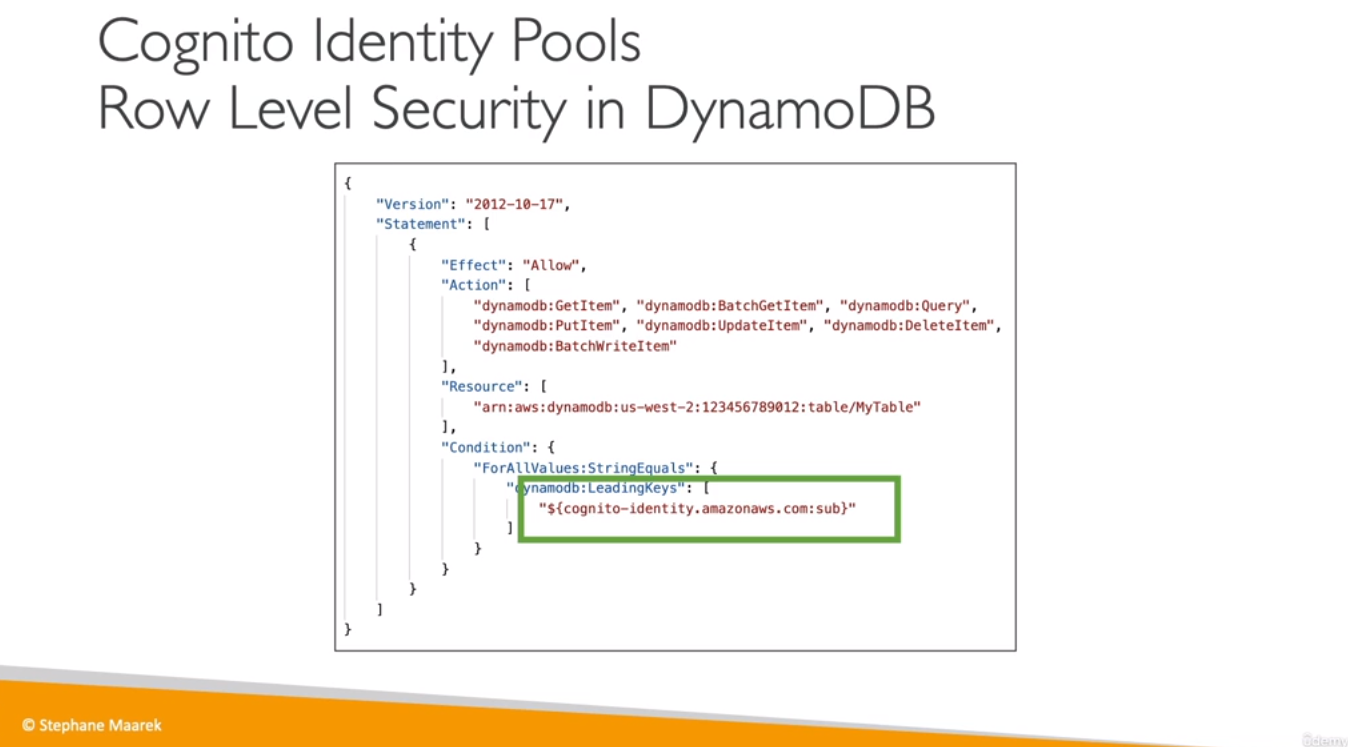 Cognito Identity Pools
Row Level Security in DynamoDB
{
"Version": "2012-10-17",
"Statement": [
{
"Effect": "Allow",
"Action": [
"dynamodb:GetItem", "dynamodb:BatchGetItem", "dynamodb:Query",
"dynamodb:PutItem", "dynamodb:UpdateItem", "dynamodb:DeleteItem",
"dynamodb:BatchWriteItem"
],
"Resource": [
"arn:aws:dynamodb:us-west-2:123456789012:table/MyTable"
],
"Condition": {
"ForAllValues:StringEquals": {
"dynamodb:LeadingKeys": [
"${cognito-identity.amazonaws.com:sub}"
]
}
}
}
]
}
© Stephane Maarek
ûdemy